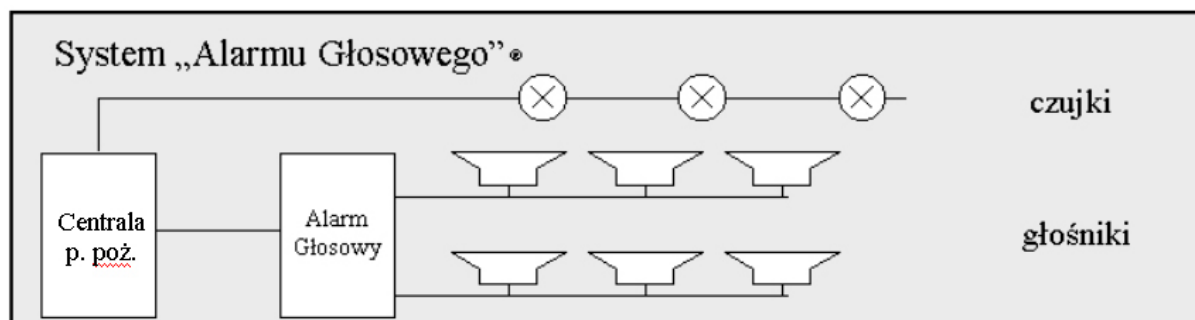 System „Alarmu Głosowego” ®
czujki
Centrala
p. poż.
Alarm
Głosowy
głośniki